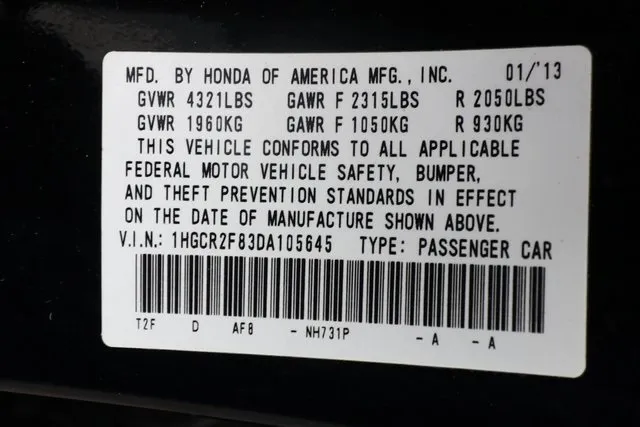 MFD. BY HONDA OF AMERICA MFG., INC. 01/'13
GVWR 4321LBS GAWR F 2315LBS R 2050LBS
GVWR 1960KG GAWR F 1050KG R 930KG
THIS VEHICLE CONFORMS TO ALL APPLICABLE
FEDERAL MOTOR VEHICLE SAFETY, BUMPER,
AND THEFT PREVENTION STANDARDS IN EFFECT
ON THE DATE OF MANUFACTURE SHOWN ABOVE.
V.I.N.: 1HGCR2F83DA105645 TYPE: PASSENGER CAR
T2F D AF8 - NH731P - A - A